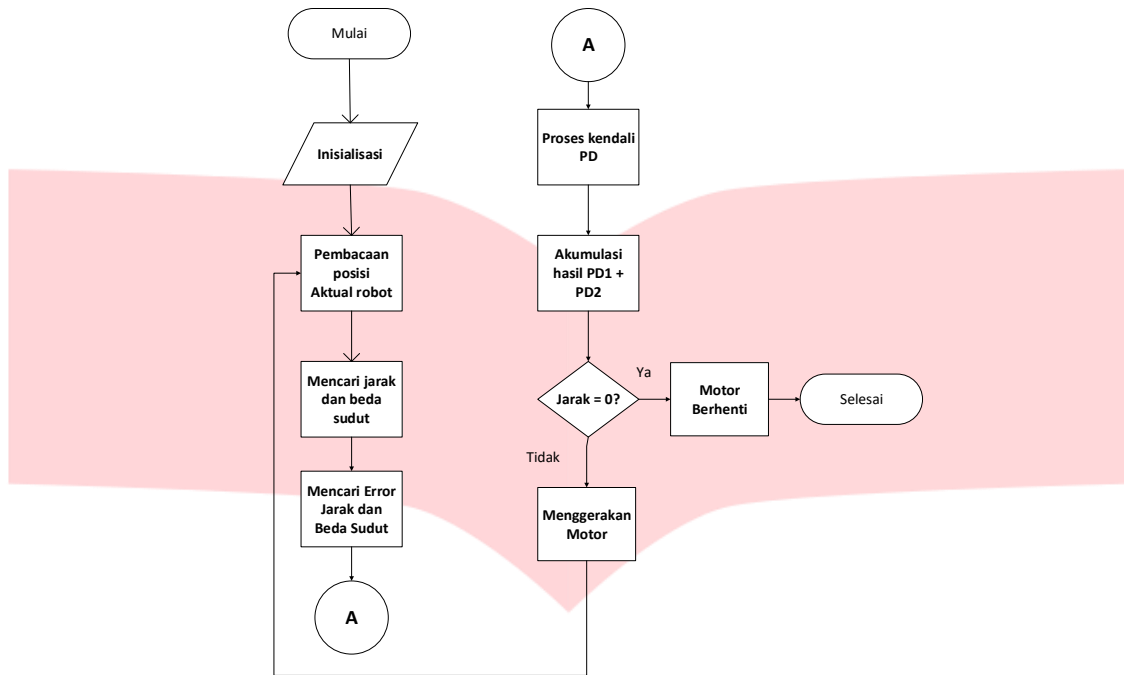 Mulai
Inisialisasi
Pembacaan
posisi
Aktual robot
Mencari jarak
dan beda
sudut
Mencari Error
Jarak dan
Beda Sudut
A
A
Proses kendali
PD
Akumulasi
hasil PD1 +
PD2
Jarak = 0?
Ya
Motor
Berhenti
Selesai
Tidak
Menggerakan
Motor